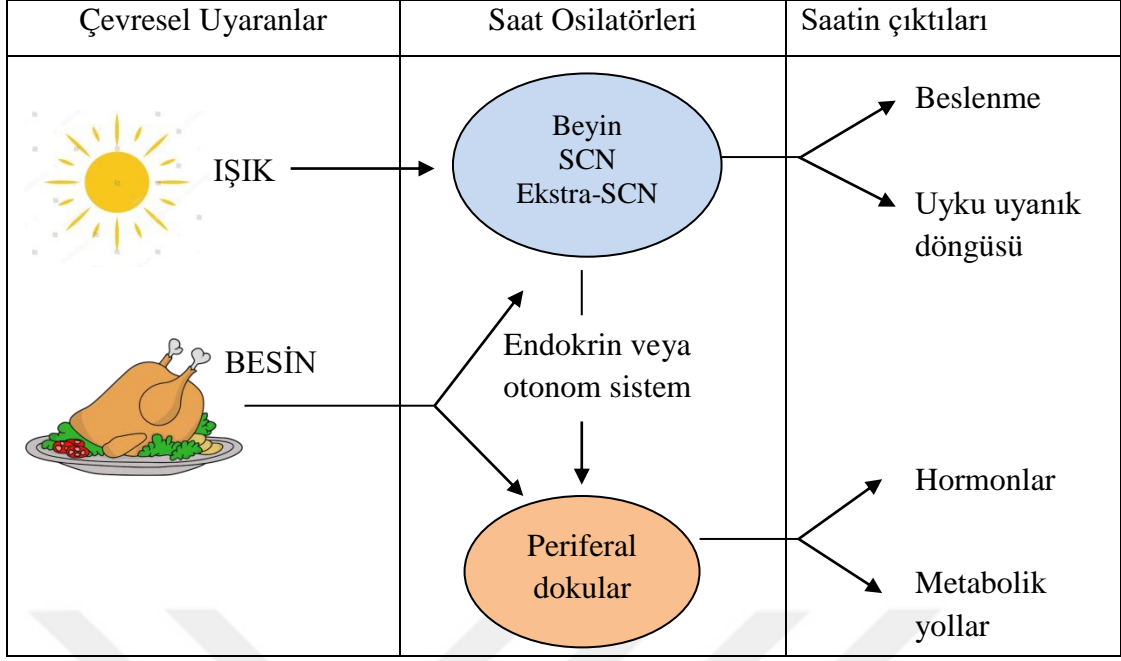 Çevresel Uyaranlar
Saat Osilatörleri
Saatin çıktıları
IŞIK
Beyin
SCN
Ekstra-SCN
Beslenme
Uyku uyanık
döngüsü
BESİN
Endokrin veya
otonom sistem
Periferal
dokular
Hormonlar
Metabolik
yollar